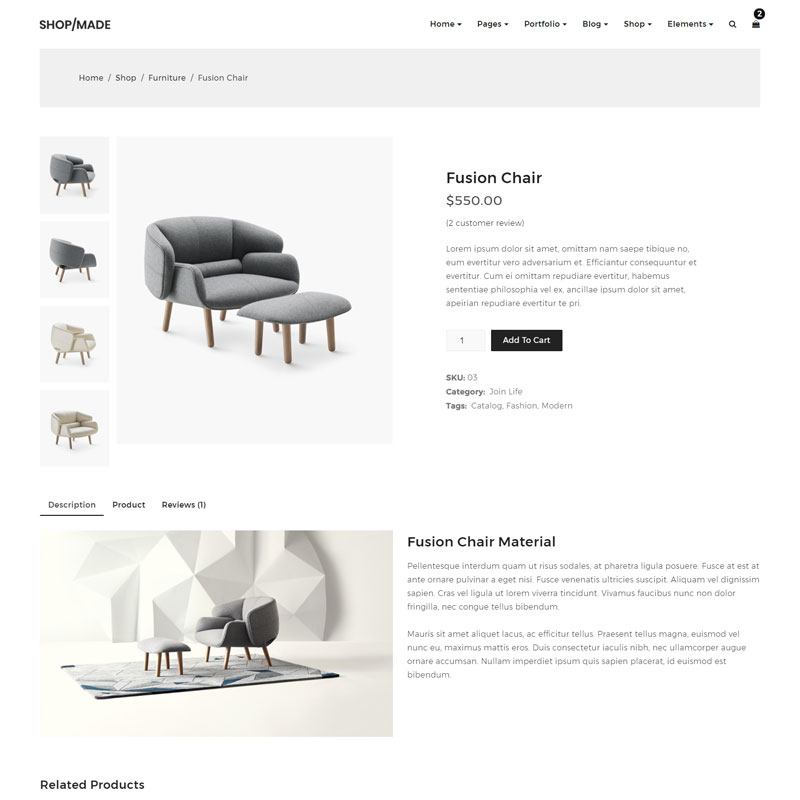 SHOP/MADE
Home Pages Portfolio Blog Shop Elements 2
Home / Shop / Furniture / Fusion Chair
Fusion Chair
$550.00
(2 customer review)
Lorem ipsum dolor sit amet, omittam nam saepe tibique no,
eum evertitur vero adversarium et. Efficiantur consequuntur et
evertitur. Cum ei omittam repudiare evertitur, habemus
sententiae philosophia vel ex, ancillae ipsum dolor sit amet,
apeirian repudiare evertitur te pri.
1 Add To Cart
SKU: 03
Category: Join Life
Tags: Catalog, Fashion, Modern
Description Product Reviews (1)
Fusion Chair Material
Pellentesque interdum quam ut risus sodales, at pharetra ligula posuere. Fusce at est at
ante ornare pulvinar a eget nisi. Fusce venenatis ultricies suscipit. Aliquam vel dignissim
sapien. Cras vel ligula ut lorem viverra tincidunt. Vivamus faucibus nunc non dolor
fringilla, nec congue tellus bibendum.
Mauris sit amet aliquet lacus, ac efficitur tellus. Praesent tellus magna, euismod vel
nunc eu, maximus mattis eros. Duis consectetur iaculis nibh, nec ullamcorper augue
ornare accumsan. Nullam imperdiet ipsum quis sapien placerat, id euismod est
bibendum.
Related Products